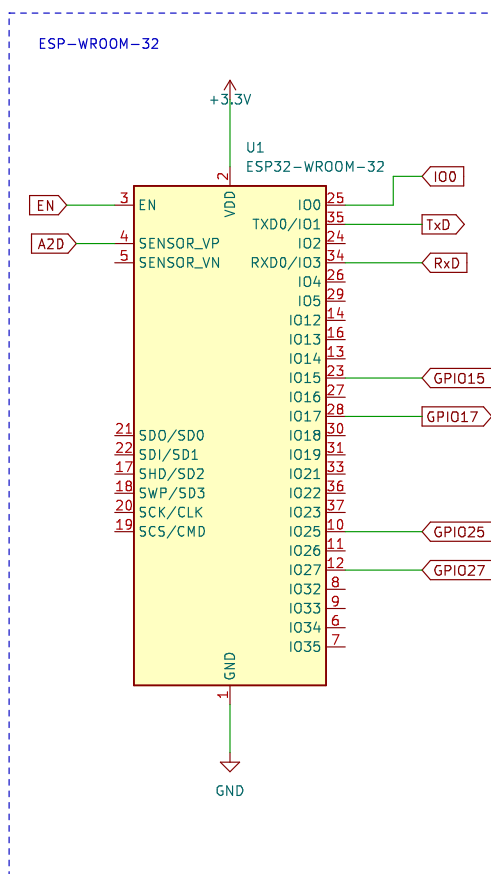 ESP-WROOM-32
+3.3V
U1
ESP32-WROOM-32
2
VDD
EN 3 EN
A2D 4 SENSOR_VP
5 SENSOR_VN
21 SDO/SD0
22 SDI/SD1
17 SHD/SD2
18 SWP/SD3
20 SCK/CLK
19 SCS/CMD
IO0 25 IO0
TXD0/IO1 35 TxD
IO2 24
RXD0/IO3 34 RxD
IO4 26
IO5 29
IO12 14
IO13 16
IO14 13
IO15 23 GPIO15
IO16 27
IO17 28 GPIO17
IO18 30
IO19 31
IO21 33
IO22 36
IO23 37
IO25 10 GPIO25
IO26 11
IO27 12 GPIO27
IO32 8
IO33 9
IO34 6
IO35 7
GND
1
GND